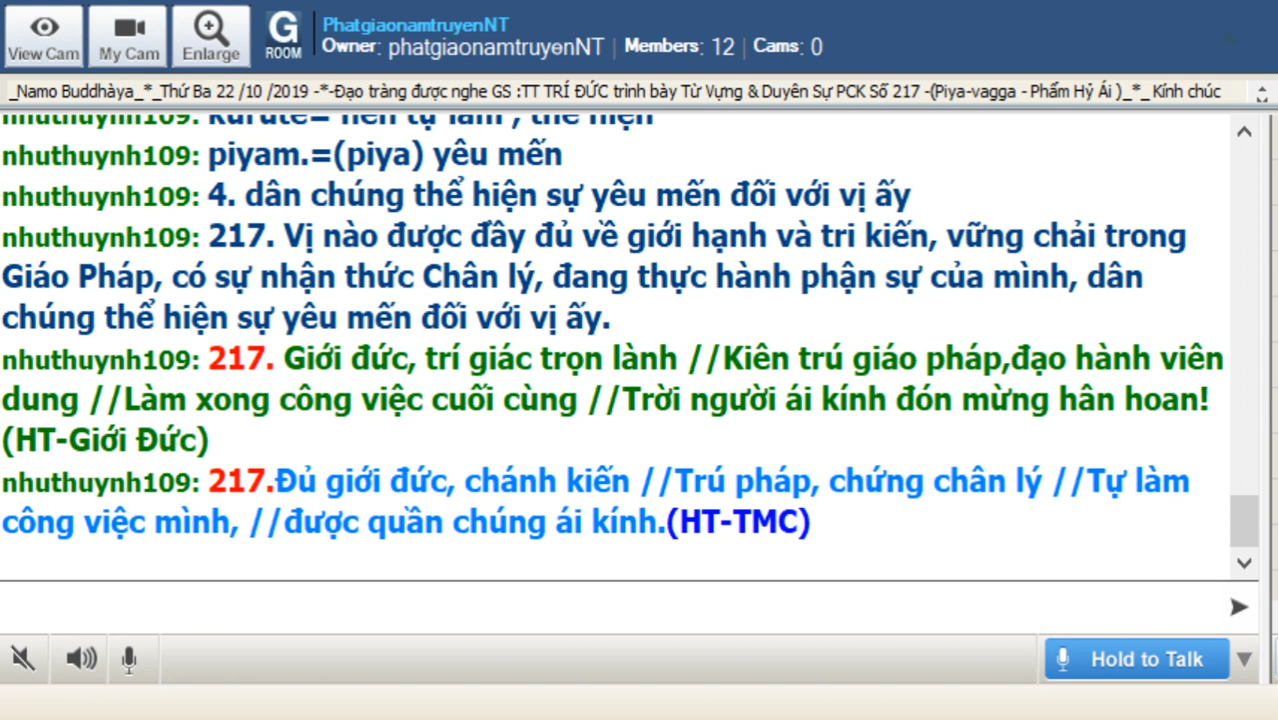 PhatgiaonamtruyenNT
View Cam My Cam Enlarge G ROOM Owner: phatgiaonamtruyenNT | Members: 12 | Cams: 0
_Namo Buddhàya_*_Thứ Ba 22 /10 /2019 -*-Đạo tràng được nghe GS :TT TRÍ ĐỨC trình bày Từ Vựng & Duyên Sự PCK Số 217 -(Piya-vagga - Phẩm Hỷ Ái )_*_ Kính chúc
nhuthuynh109: kurute= nên tự làm , thể hiện
nhuthuynh109: piyam.=(piya) yêu mến
nhuthuynh109: 4. dân chúng thể hiện sự yêu mến đối với vị ấy
nhuthuynh109: 217. Vị nào được đầy đủ về giới hạnh và tri kiến, vững chải trong
Giáo Pháp, có sự nhận thức Chân lý, đang thực hành phận sự của mình, dân
chúng thể hiện sự yêu mến đối với vị ấy.
nhuthuynh109: 217. Giới đức, trí giác trọn lành //Kiên trú giáo pháp,đạo hành viên
dung //Làm xong công việc cuối cùng //Trời người ái kính đón mừng hân hoan!
(HT-Giới Đức)
nhuthuynh109: 217.Đủ giới đức, chánh kiến //Trú pháp, chứng chân lý //Tự làm
công việc mình, //được quần chúng ái kính.(HT-TMC)
Hold to Talk